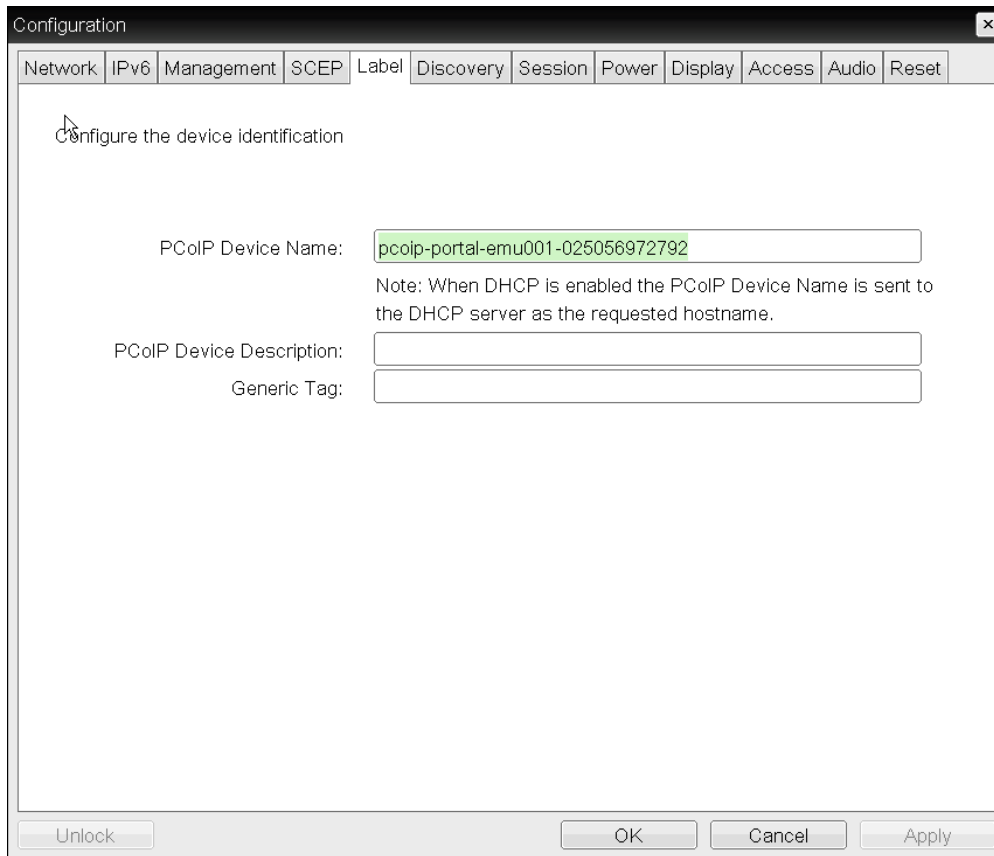 Configuration
Network IPv6 Management SCEP Label Discovery Session Power Display Access Audio Reset
Configure the device identification
PCoIP Device Name: pcoip-portal-emu001-025056972792
Note: When DHCP is enabled the PCoIP Device Name is sent to
the DHCP server as the requested hostname.
PCoIP Device Description:
Generic Tag:
Unlock OK Cancel Apply